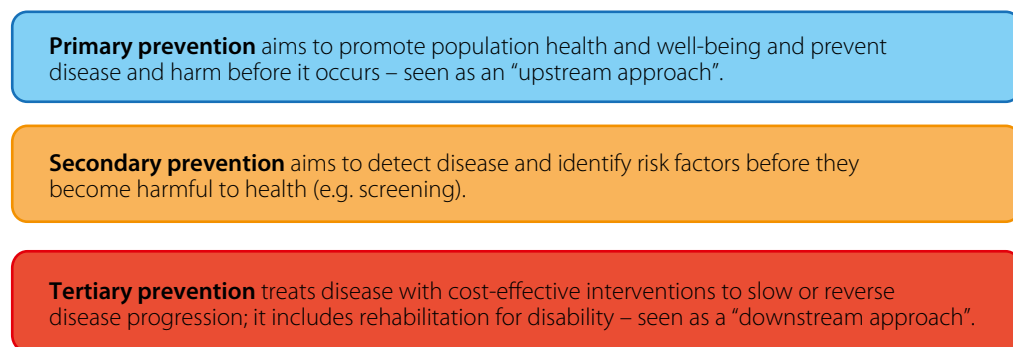 Primary prevention aims to promote population health and well-being and prevent
disease and harm before it occurs – seen as an “upstream approach”.
Secondary prevention aims to detect disease and identify risk factors before they
become harmful to health (e.g. screening).
Tertiary prevention treats disease with cost-effective interventions to slow or reverse
disease progression; it includes rehabilitation for disability – seen as a “downstream approach”.